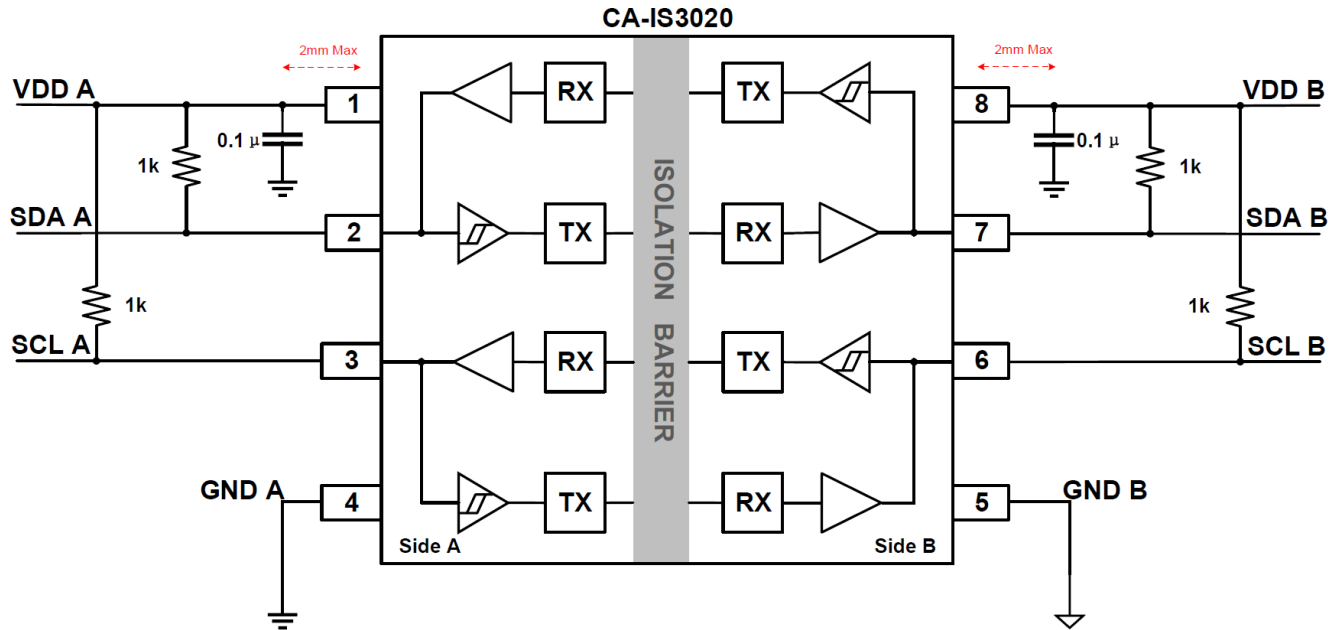 CA-IS3020
2mm Max
2mm Max
VDD A
1
RX
TX
8
VDD B
0.1 μ
0.1 μ
1k
1k
SDA A
2
TX
RX
7
SDA B
ISOLATION BARRIER
1k
1k
SCL A
3
RX
TX
6
SCL B
GND A
4
TX
RX
5
GND B
Side A
Side B